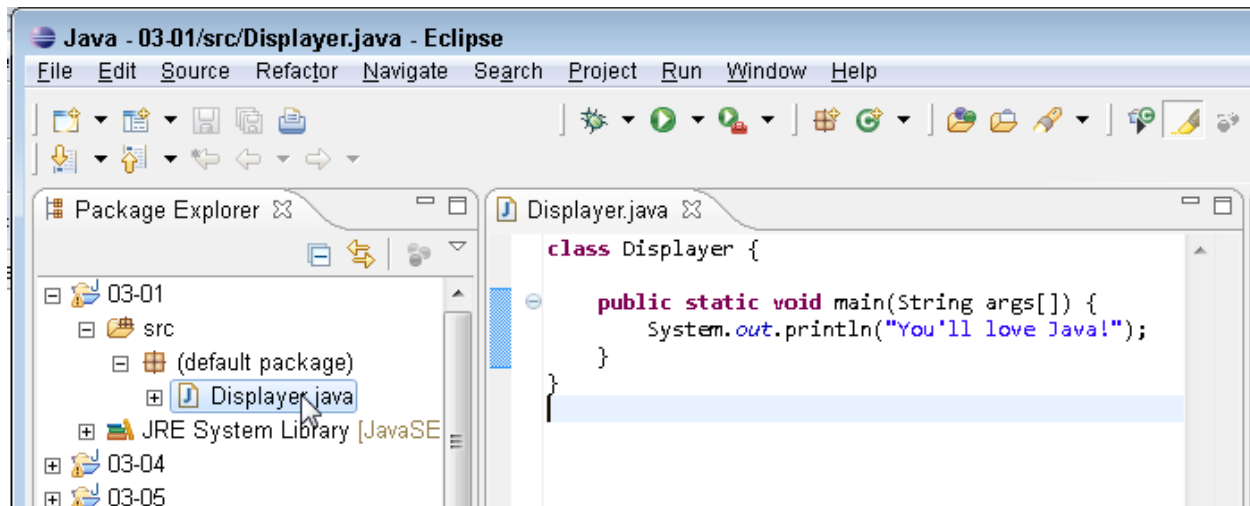 Java - 03-01/src/Displayer.java - Eclipse
File Edit Source Refactor Navigate Search Project Run Window Help
Package Explorer
03-01
src
(default package)
Displayer.java
JRE System Library [JavaSE
03-04
03-05
Displayer.java
class Displayer {
public static void main(String args[]) {
System.out.println("You'll love Java!");
}
}